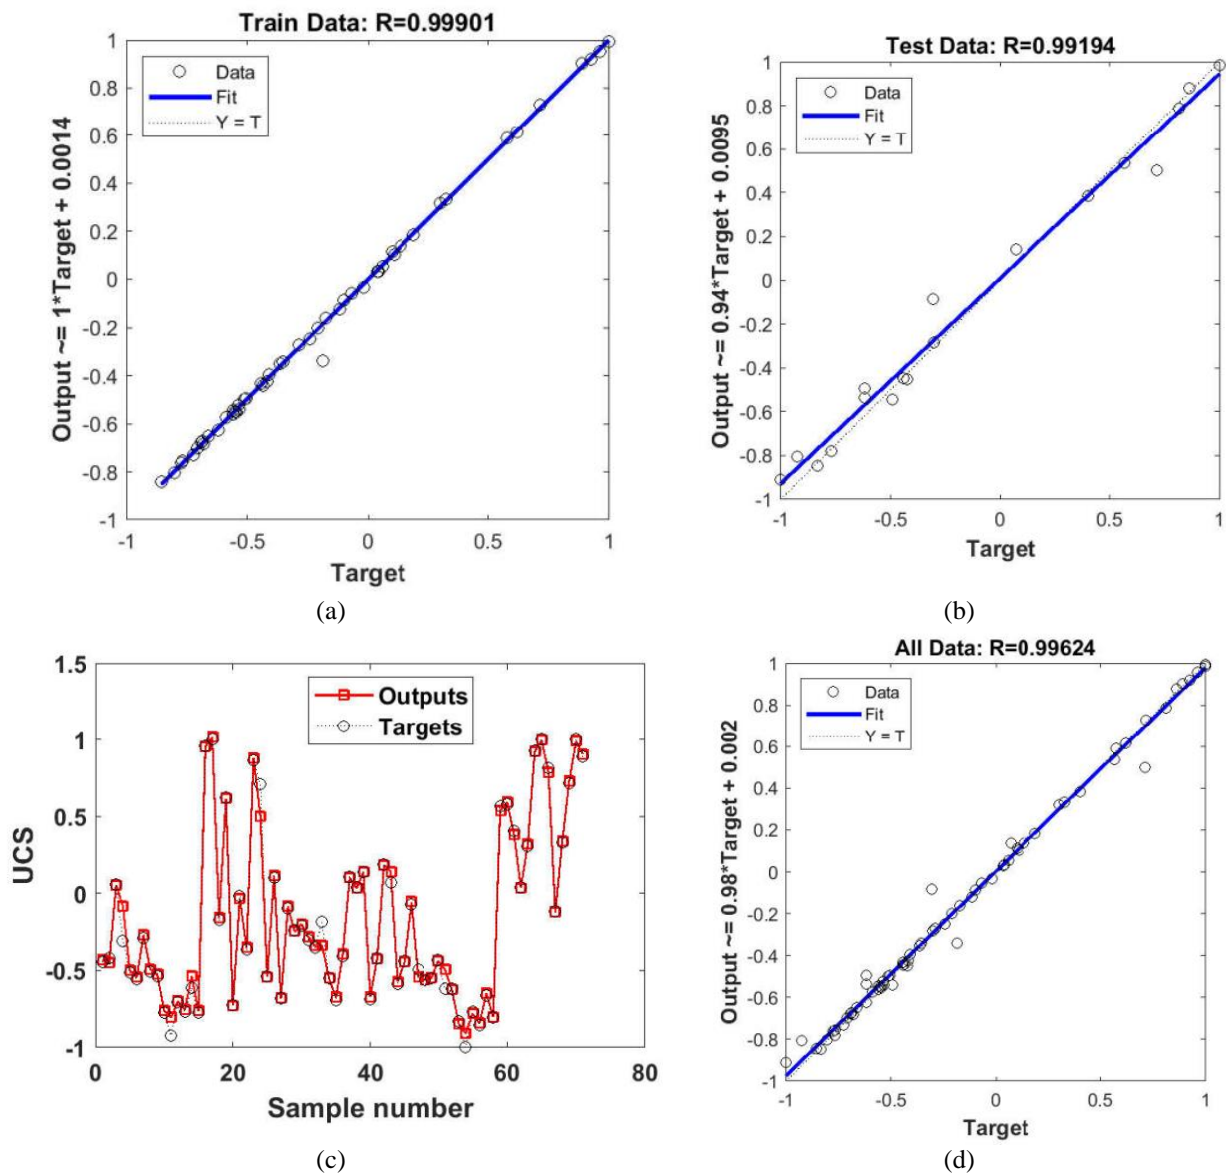 Train Data: R=0.99901
Data
Fit
Y = T
Output ~= 1*Target + 0.0014
1
0.8
0.6
0.4
0.2
0
-0.2
-0.4
-0.6
-0.8
-1
-1 -0.5 0 0.5 1
Target
(a)
Test Data: R=0.99194
Data
Fit
Y = T
Output ~= 0.94*Target + 0.0095
1
0.8
0.6
0.4
0.2
0
-0.2
-0.4
-0.6
-0.8
-1
-1 -0.5 0 0.5 1
Target
(b)
Outputs
Targets
UCS
1.5
1
0.5
0
-0.5
-1
0 20 40 60 80
Sample number
(c)
All Data: R=0.99624
Data
Fit
Y = T
Output ~= 0.98*Target + 0.002
1
0.8
0.6
0.4
0.2
0
-0.2
-0.4
-0.6
-0.8
-1
-1 -0.5 0 0.5 1
Target
(d)